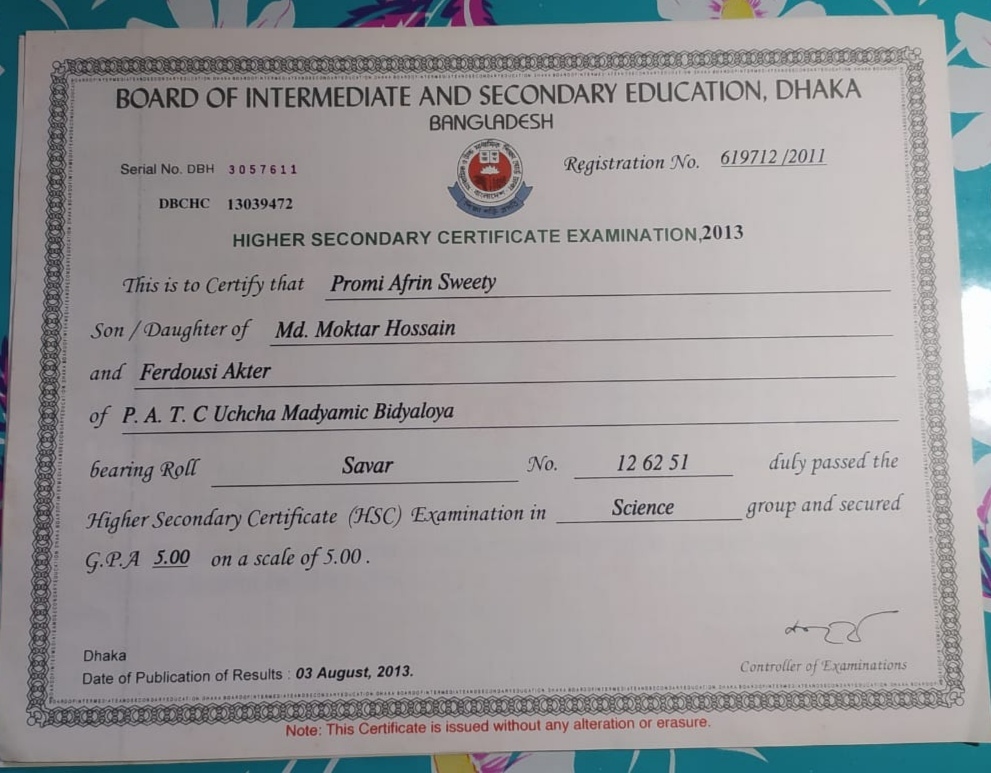 BOARD OF INTERMEDIATE AND SECONDARY EDUCATION, DHAKA
BANGLADESH
Serial No. DBH 3057611
Registration No. 619712 /2011
DBCHC 13039472
HIGHER SECONDARY CERTIFICATE EXAMINATION,2013
This is to Certify that Promi Afrin Sweety
Son / Daughter of Md. Moktar Hossain
and Ferdousi Akter
of P. A. T. C Uchcha Madyamic Bidyaloya
bearing Roll Savar No. 12 62 51 duly passed the
Higher Secondary Certificate (HSC) Examination in Science group and secured
G.P.A 5.00 on a scale of 5.00 .
Dhaka
Date of Publication of Results : 03 August, 2013.
Controller of Examinations
Note: This Certificate is issued without any alteration or erasure.